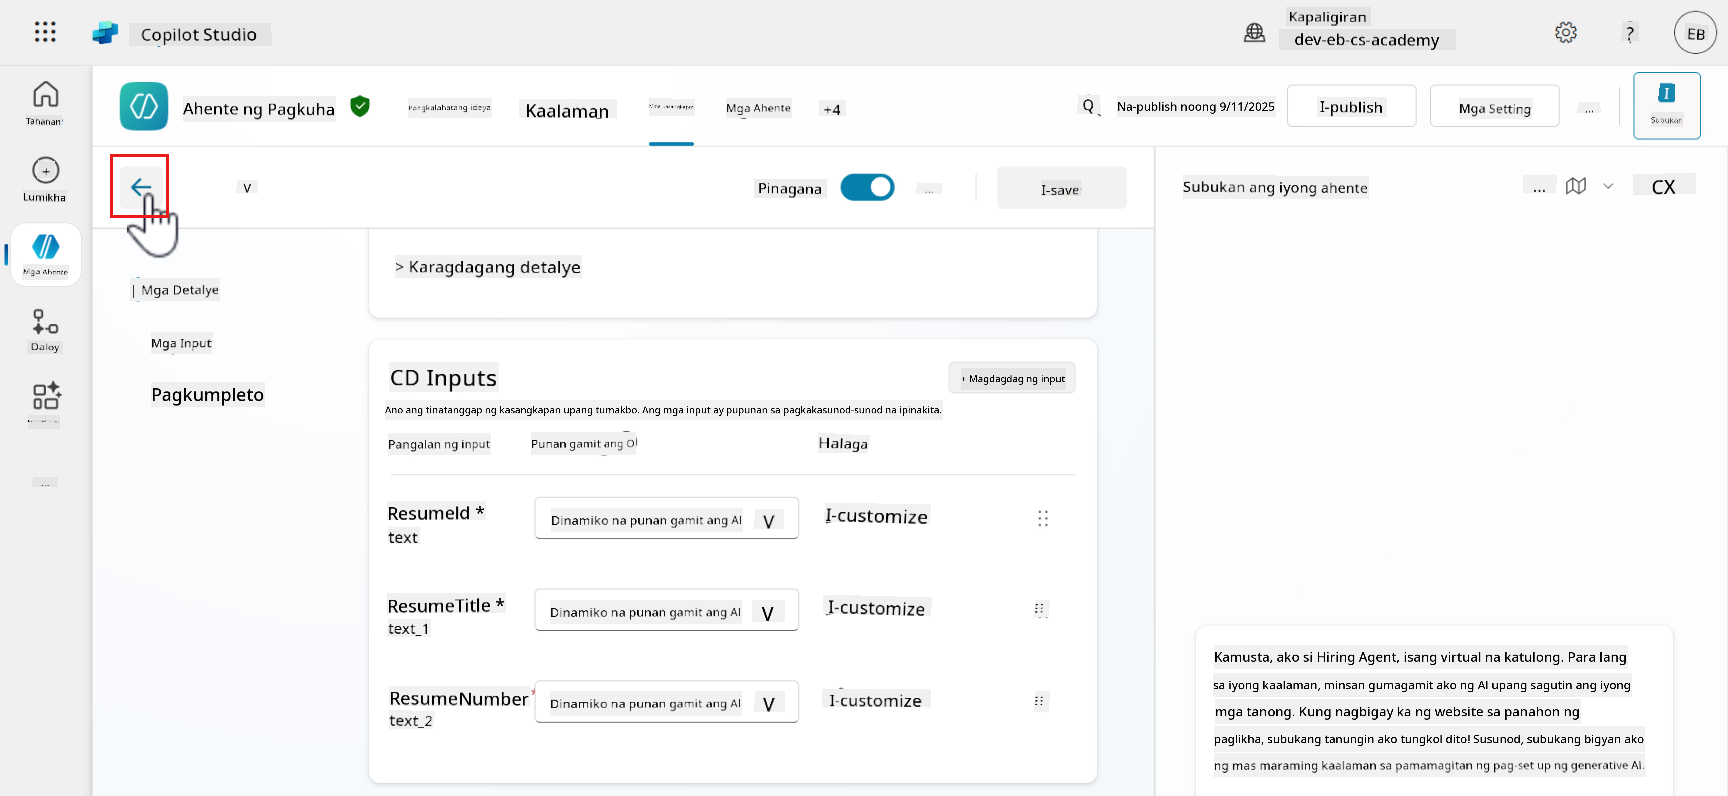 Copilot Studio
Kapaligiran
dev-eb-cs-academy
?
EB
Tahanan
Lumikha
Mga Ahente
Daloy
...
Ahente ng Pagkuha
Pangkalahatang ideya
Kaalaman
Mga Ahente
+4
Q
Na-publish noong 9/11/2025
I-publish
Mga Setting
...
I
Subukan
V
Pinagana
...
I-save
Subukan ang iyong ahente
...
CX
| Mga Detalye
Mga Input
Pagkumpleto
> Karagdagang detalye
CD Inputs
+ Magdagdag ng input
Ano ang tinatanggap ng kasangkapan upang tumakbo. Ang mga input ay pupunan sa pagkakasunod-sunod na ipinakita.
Pangalan ng input
Punan gamit ang O
Halaga
ResumeId *
text
Dinamiko na punan gamit ang AI V
I-customize
ResumeTitle *
text_1
Dinamiko na punan gamit ang AI V
I-customize
ResumeNumber *
text_2
Dinamiko na punan gamit ang AI V
I-customize
Kamusta, ako si Hiring Agent, isang virtual na katulong. Para lang
sa iyong kaalaman, minsan gumagamit ako ng AI upang sagutin ang iyong
mga tanong. Kung nagbigay ka ng website sa panahon ng
paglikha, subukang tanungin ako tungkol dito! Susunod, subukang bigyan ako
ng mas maraming kaalaman sa pamamagitan ng pag-set up ng generative AI.